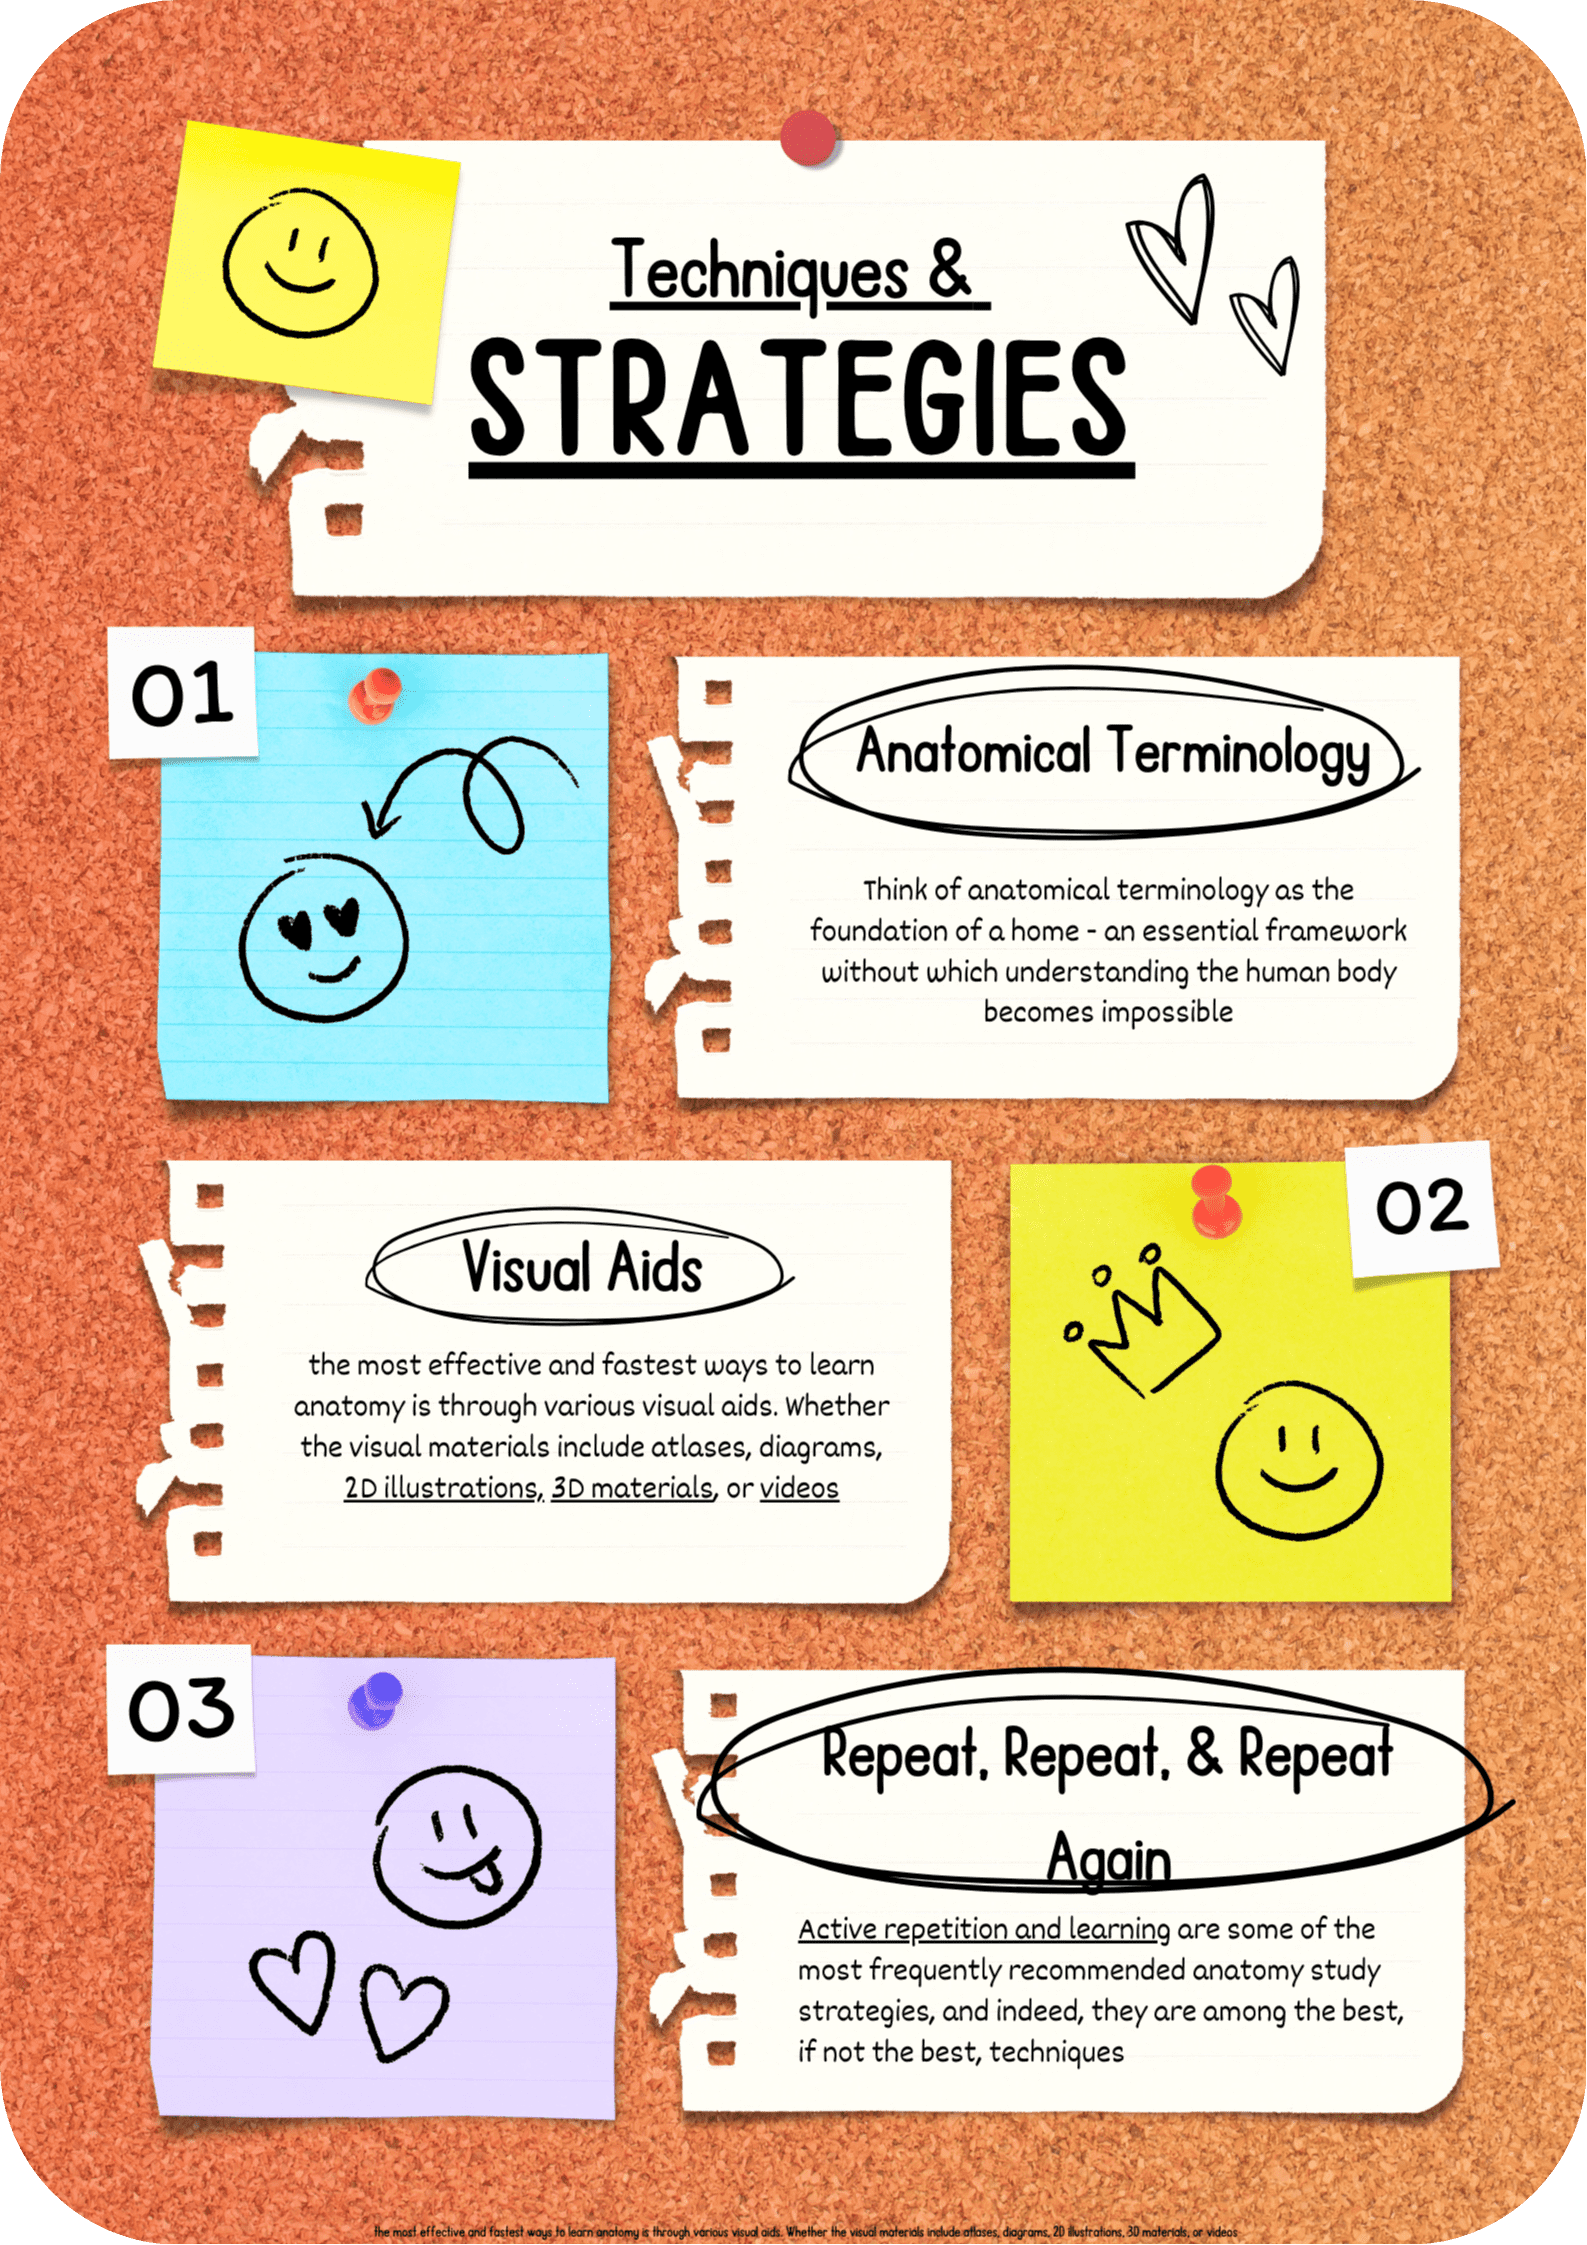 Techniques &
STRATEGIES
01
Anatomical Terminology
Think of anatomical terminology as the
foundation of a home - an essential framework
without which understanding the human body
becomes impossible
02
Visual Aids
the most effective and fastest ways to learn
anatomy is through various visual aids. Whether
the visual materials include atlases, diagrams,
2D illustrations, 3D materials, or videos
03
Repeat, Repeat, & Repeat
Again
Active repetition and learning are some of the
most frequently recommended anatomy study
strategies, and indeed, they are among the best,
if not the best, techniques
the most effective and fastest ways to learn anatomy is through various visual aids. Whether the visual materials include atlases, diagrams, 2D illustrations, 3D materials, or videos